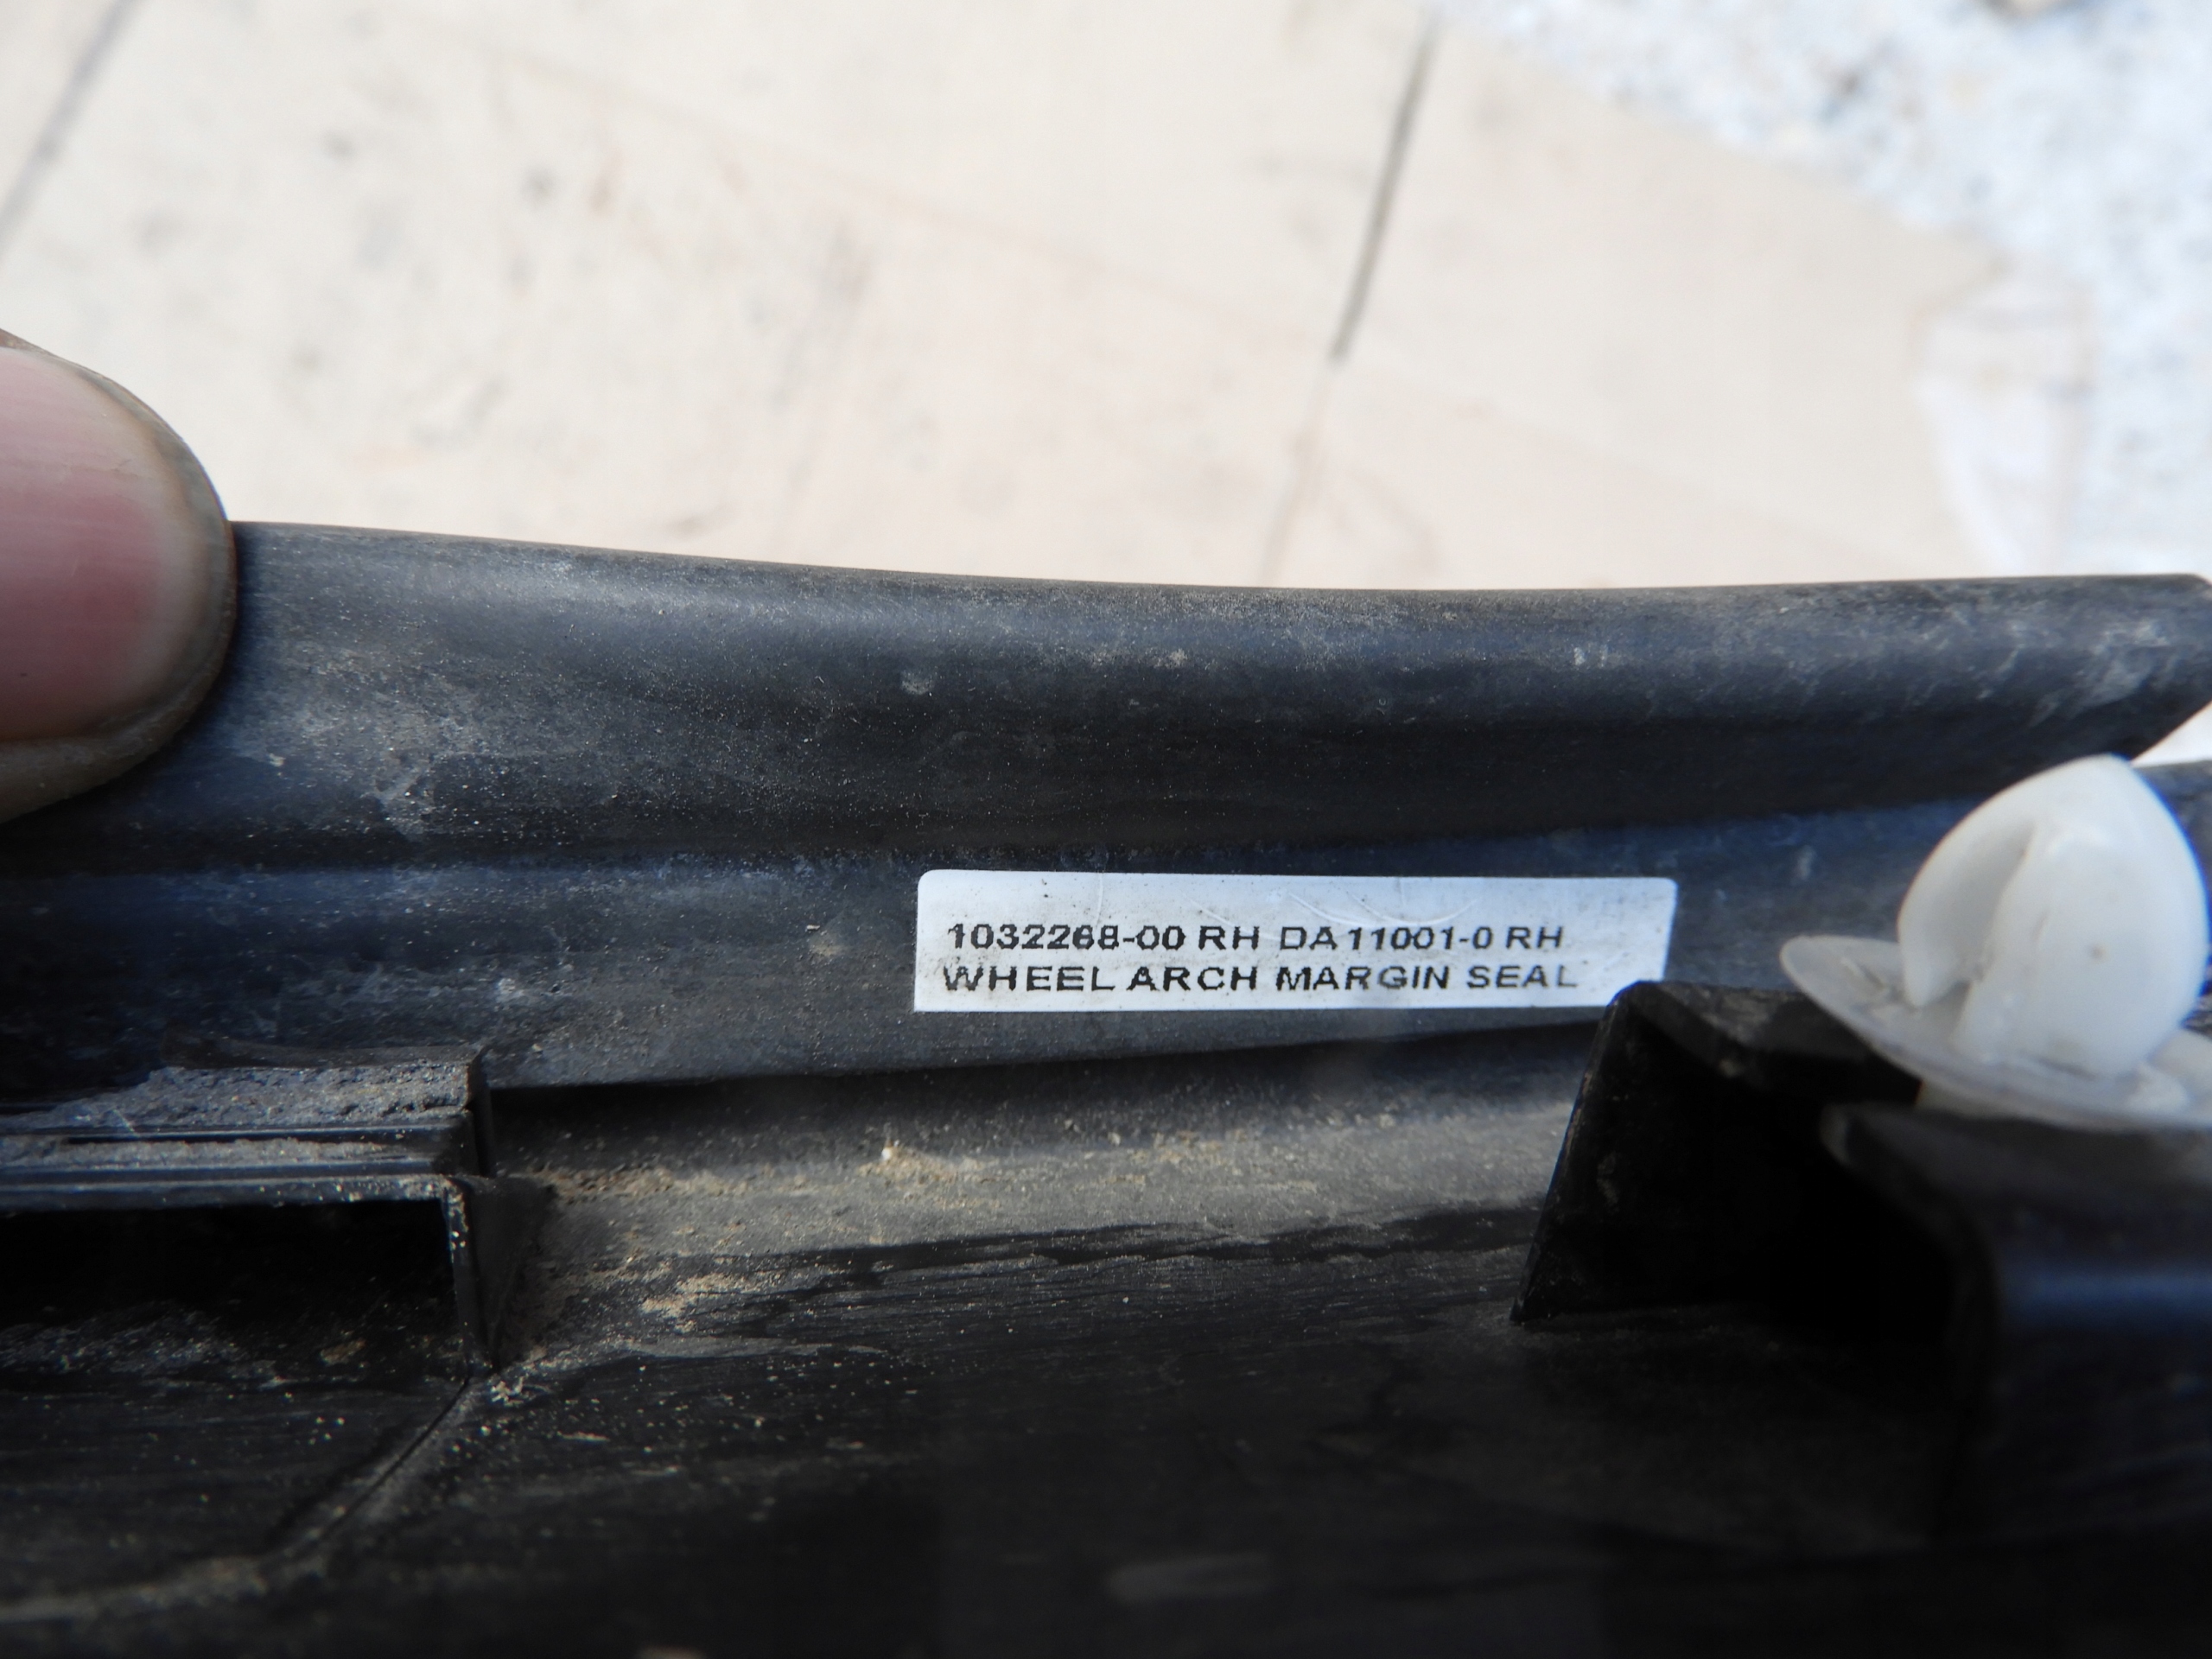 1032268-00 RH DA11001-0 RH
WHEEL ARCH MARGIN SEAL